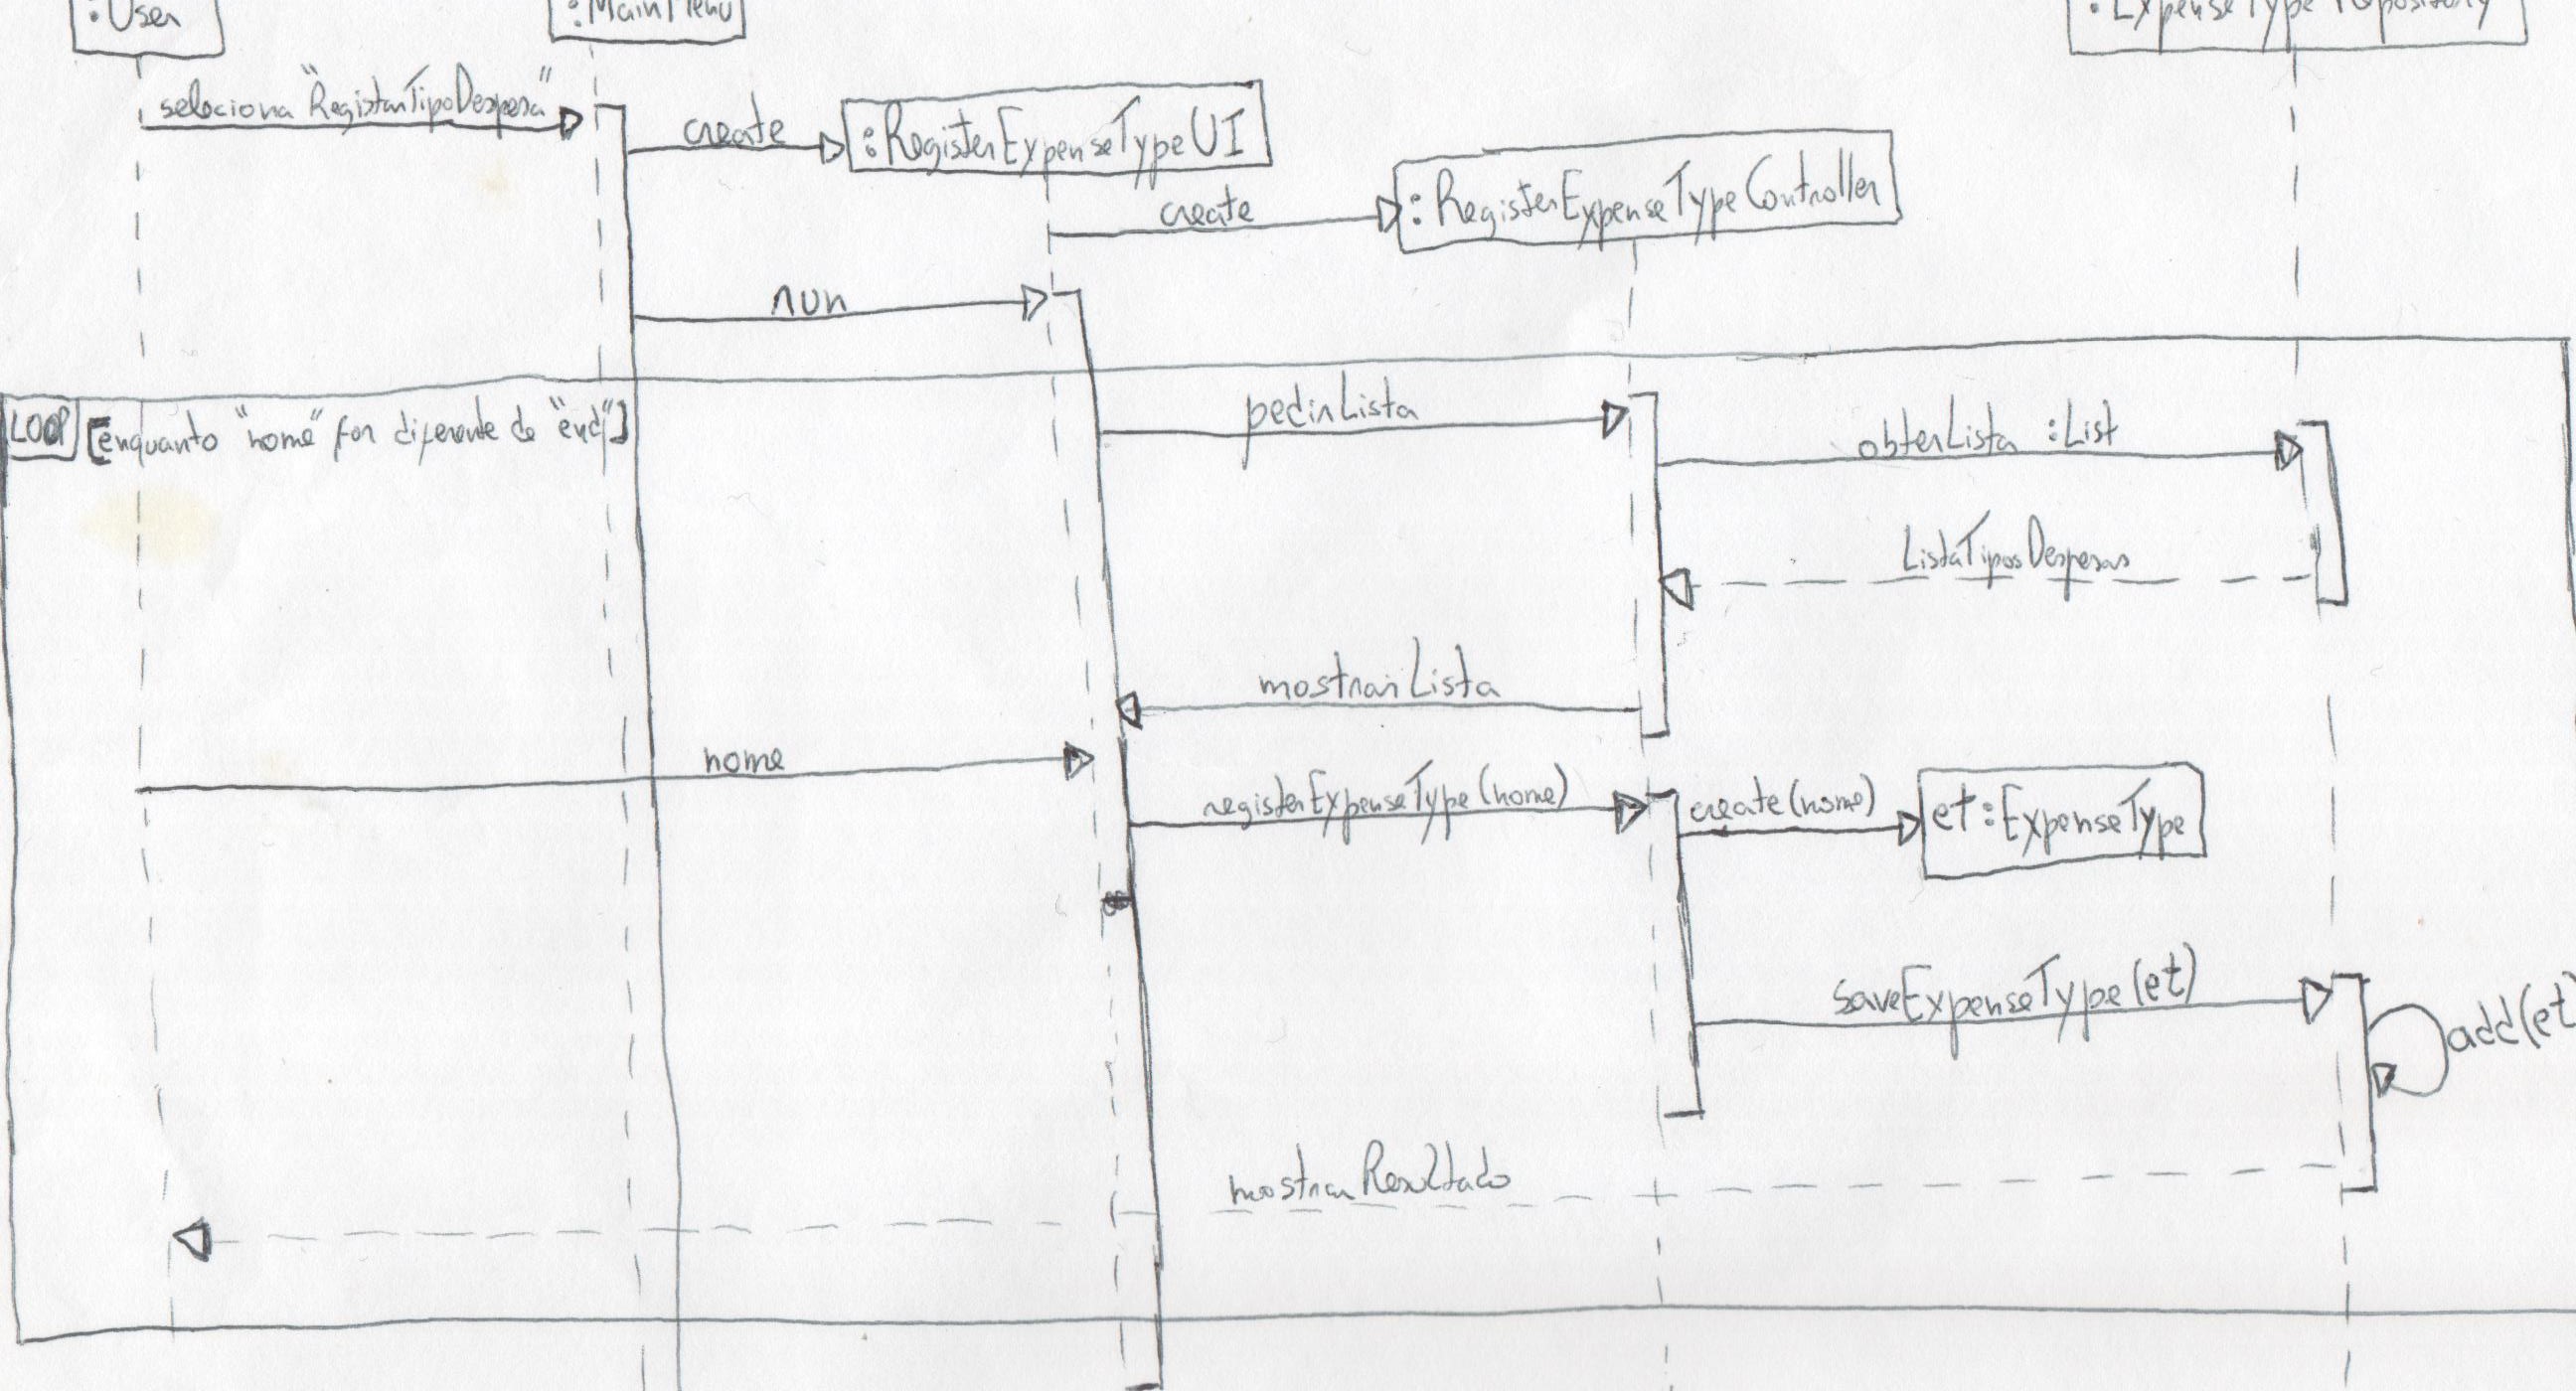 :User
:MainMenu
:ExpenseTypeRepository
seleciona "RegistarTipoDespesa"
create
:RegisterExpenseTypeUI
create
:RegisterExpenseTypeController
run
LOOP [enquanto "nome" for diferente de "end"]
pedirLista
obterLista :List
ListaTiposDespesas
mostrarLista
nome
registerExpenseType(nome)
create(nome)
et:ExpenseType
saveExpenseType(et)
add(et
mostrarResultado